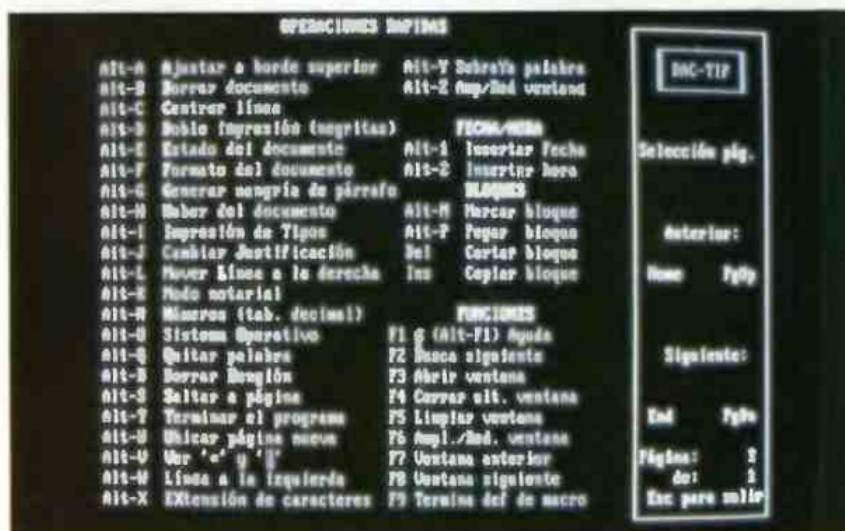 OPERACIONES RAPIDAS
Alt-A Ajustar a borde superior
Alt-B Borrar documento
Alt-C Centrar línea
Alt-D Doble Impresión (negritas)
Alt-E Estado del documento
Alt-F Formato del documento
Alt-G Generar sangría de párrafo
Alt-H Haber del documento
Alt-I Impresión de Tipos
Alt-J Cambiar Justificación
Alt-L Mover Línea a la derecha
Modo notarial
Alt-N Números (tab. decimal)
Alt-O Sistema Operativo
Alt-Q Quitar palabra
Borrar Renglón
Alt-S Saltar a página
Alt-T Terminar el programa
Alt-U Ubicar página nueva
Alt-V Ver
Alt-W Línea a la izquierda
Alt-X EXtensión de caracteres
Alt-Y SubraYa palabra
Alt-Z Amp/Red ventana
FECHA/HORA
Alt-1 Insertar fecha
Alt-2 Insertar hora
BLOQUES
Alt-M Marcar bloque
Alt-P Pegar bloque
Del Cortar bloque
Ins Copiar bloque
FUNCIONES
F1 (Alt-F1) Ayuda
F2 Busca siguiente
F3 Abrir ventana
F4 Cerrar ult. ventana
F5 Limpiar ventana
F6 Ampl./Red. ventana
F7 Ventana anterior
F8 Ventana siguiente
F9 Termina def de macro
DAC-TIP
Selección pág.
Anterior:
Home PgUp
Siguiente:
End PgDn
Página:
de:
Esc para salir